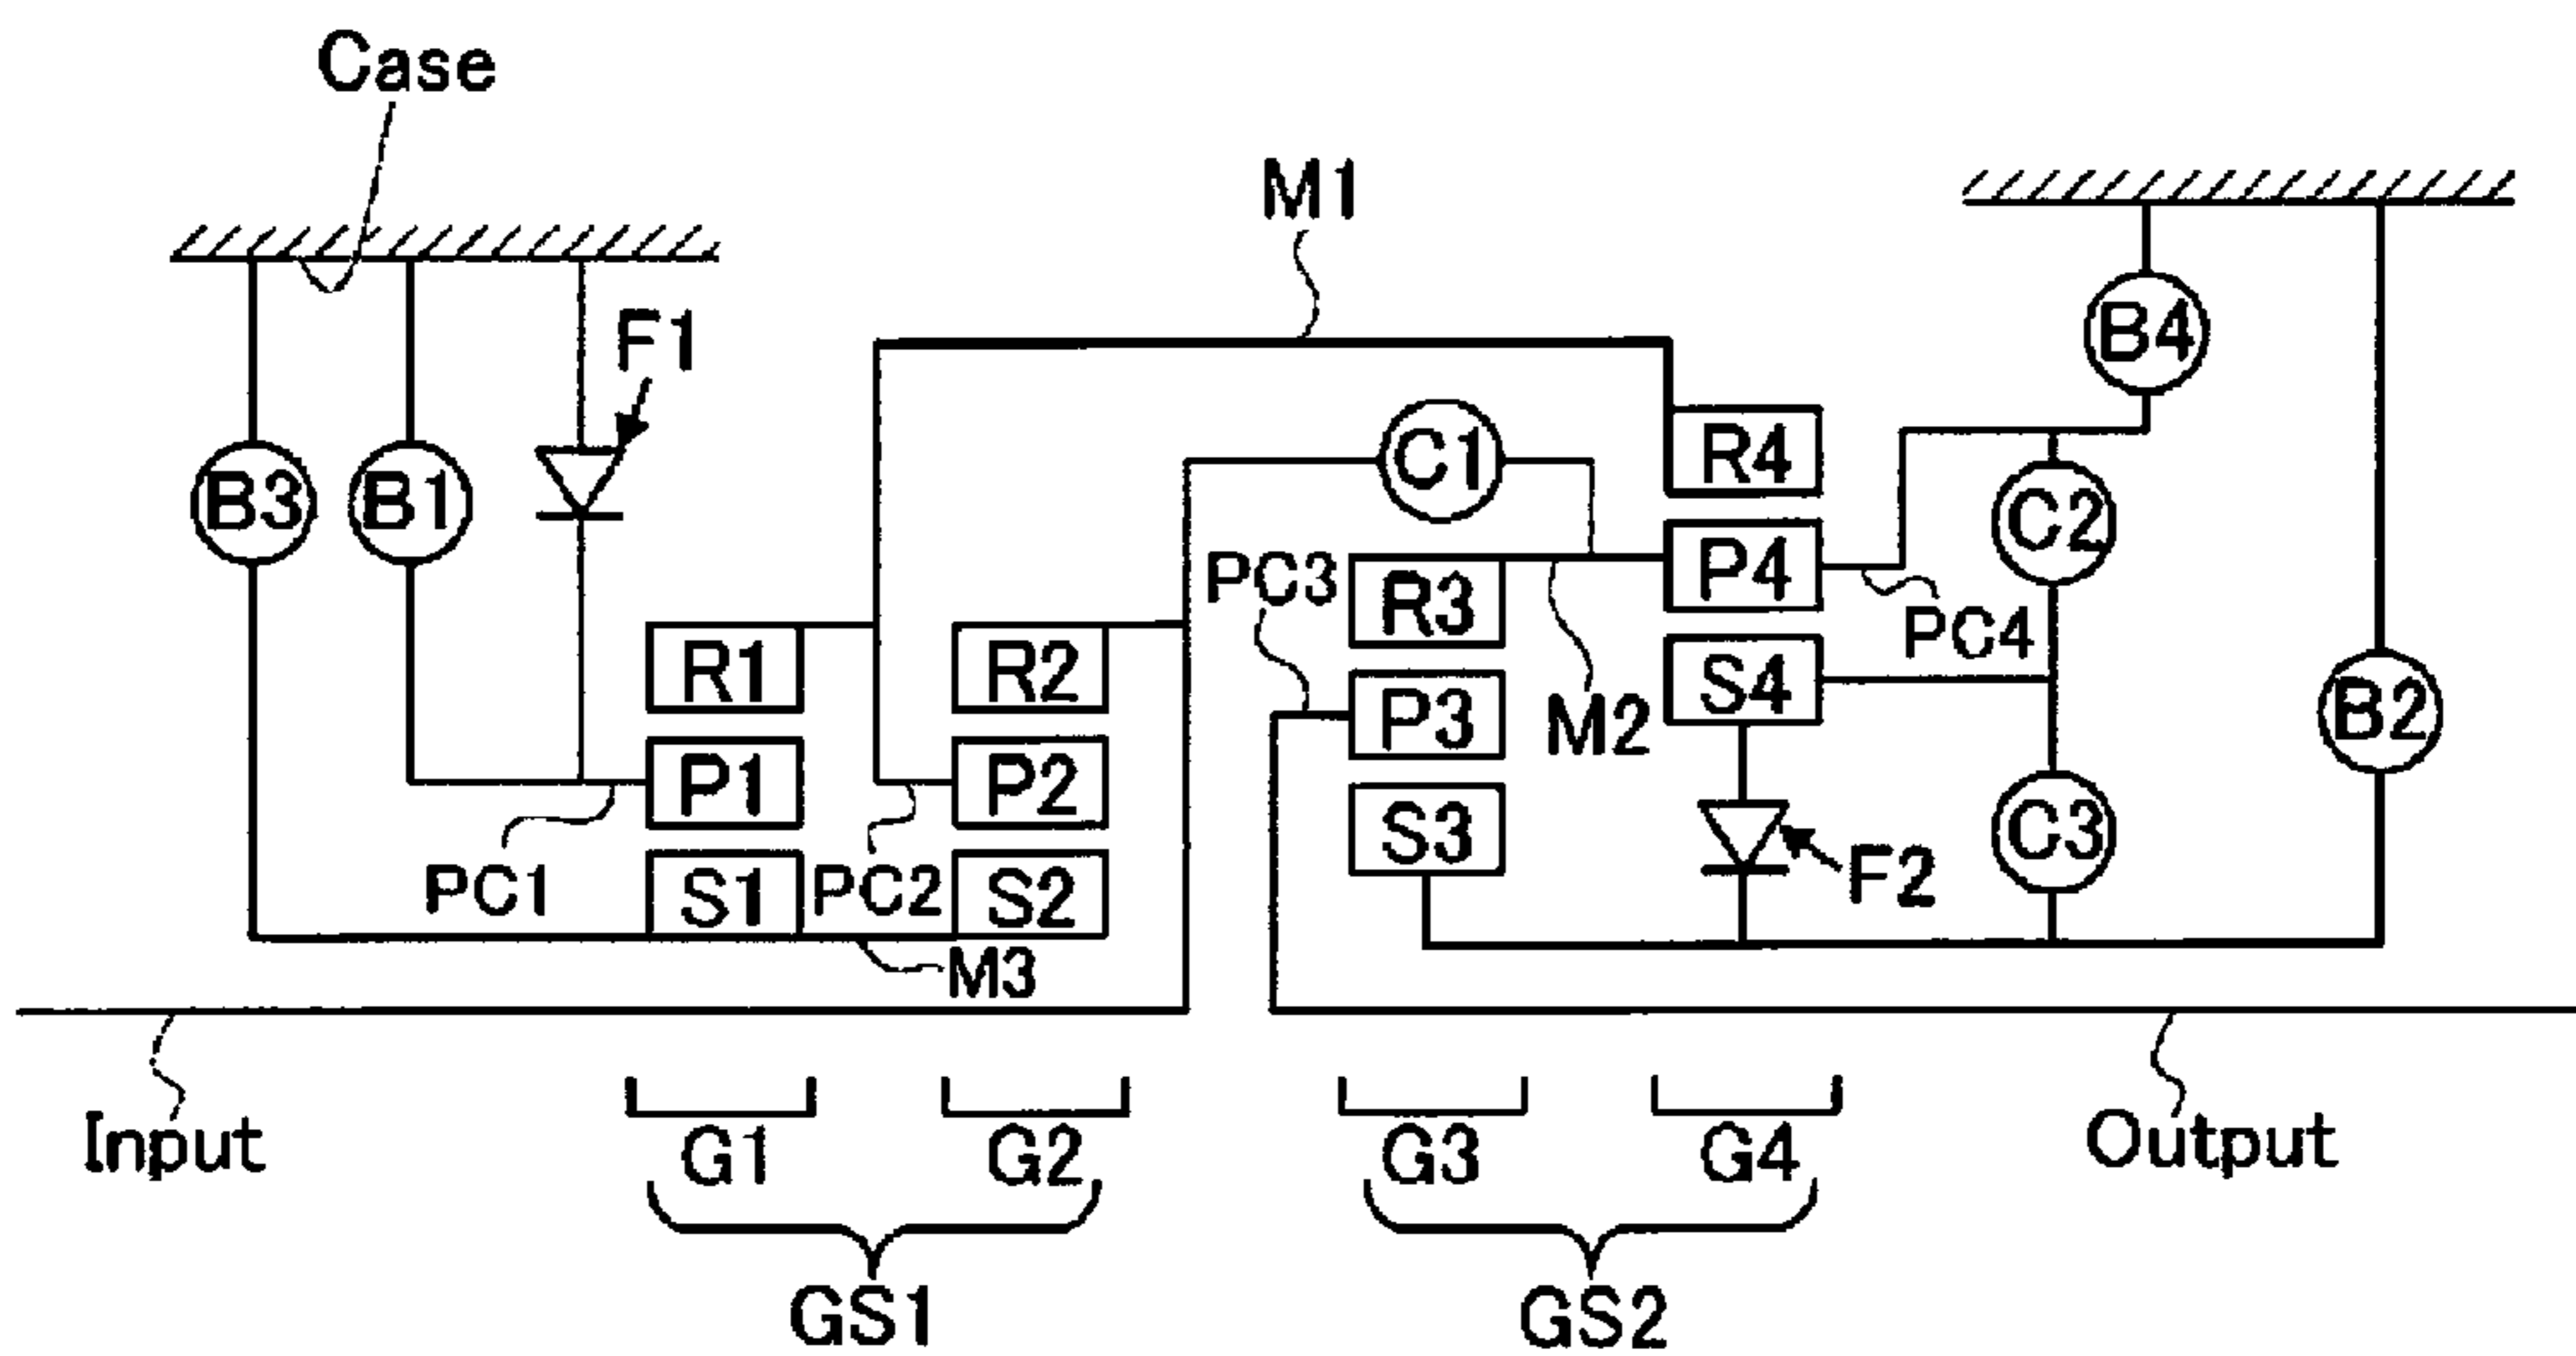 Case
M1
F1
B4
C1
R4
B3
B1
C2
P4
PC3
R3
PC4
R1
R2
S4
P3
M2
B2
P1
P2
S3
C3
F2
PC1
S1
PC2
S2
M3
Input
G1
G2
G3
G4
Output
GS1
GS2